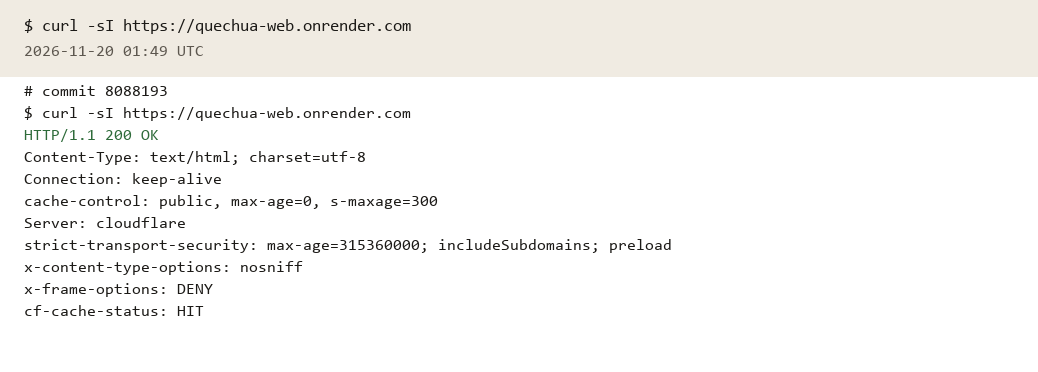 $ curl -sI https://quechua-web.onrender.com
2026-11-20 01:49 UTC
# commit 8088193
$ curl -sI https://quechua-web.onrender.com
HTTP/1.1 200 OK
Content-Type: text/html; charset=utf-8
Connection: keep-alive
cache-control: public, max-age=0, s-maxage=300
Server: cloudflare
strict-transport-security: max-age=315360000; includeSubdomains; preload
x-content-type-options: nosniff
x-frame-options: DENY
cf-cache-status: HIT